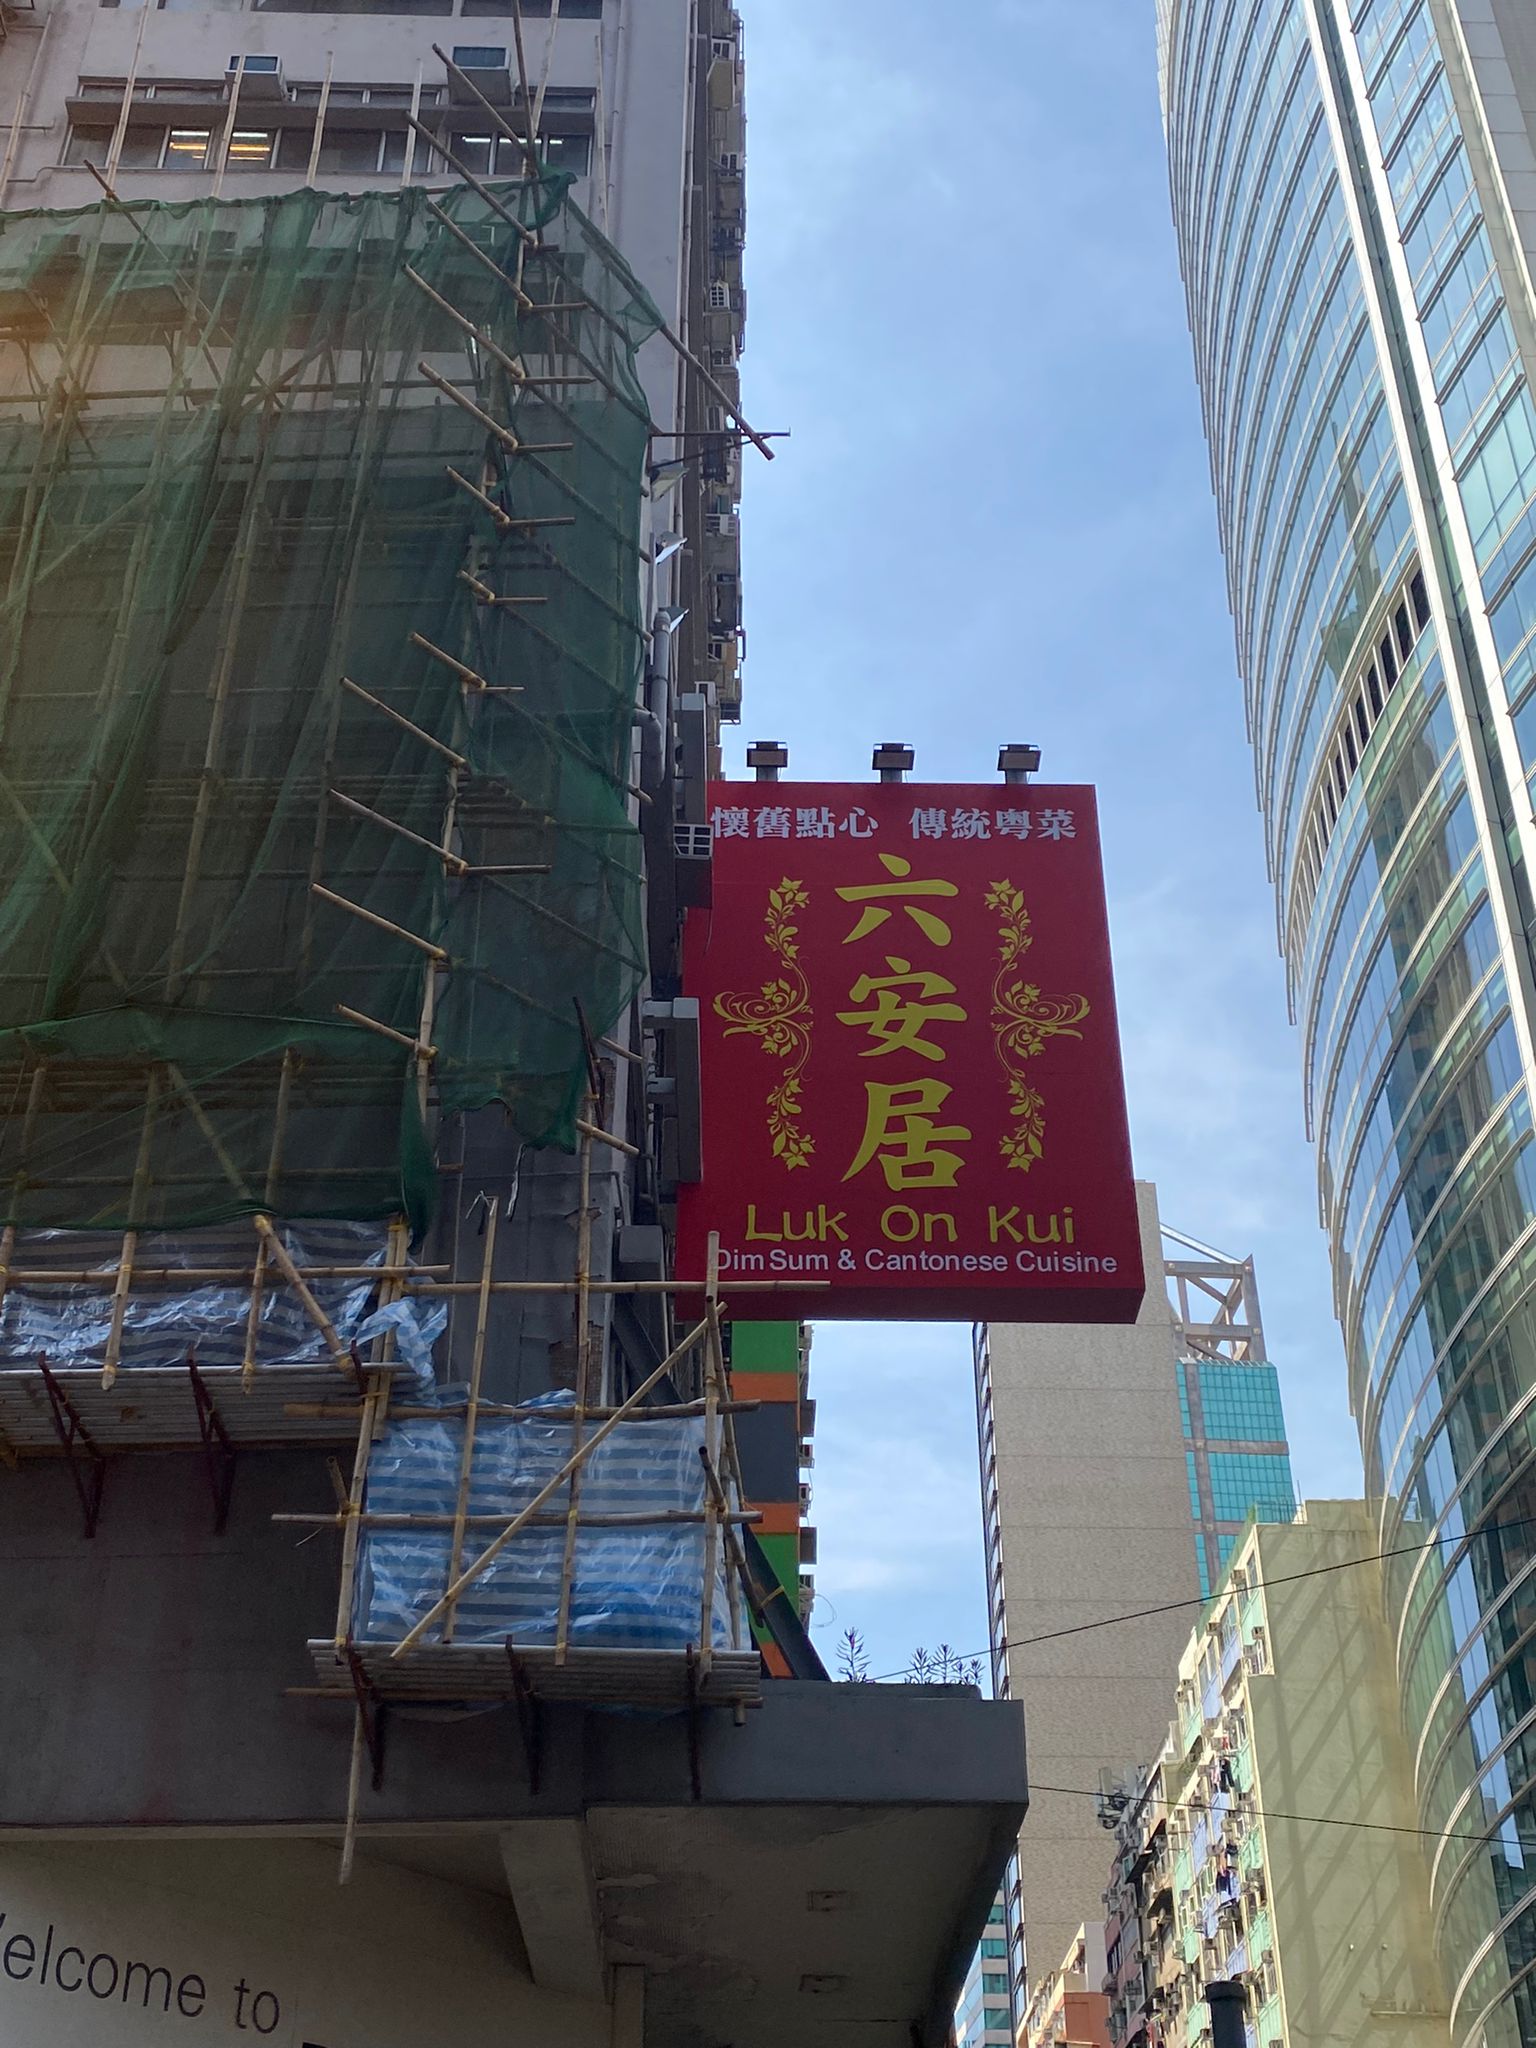 懷舊點心 傳統粵菜
六
安
居
Luk On Kui
Dim Sum & Cantonese Cuisine
Welcome to